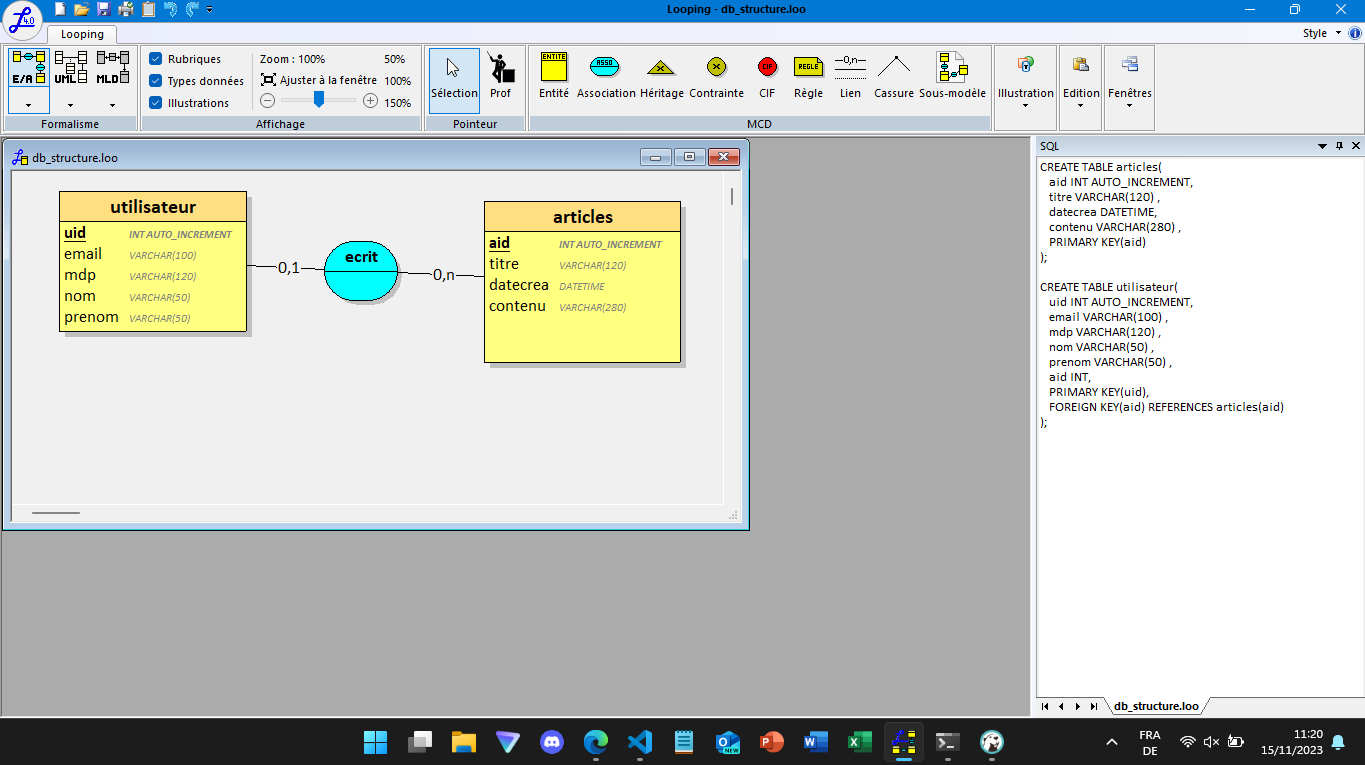 Looping - db_structure.loo
4.0
Looping
Style
E/A
UML
MLD
Formalisme
Rubriques
Types données
Illustrations
Zoom : 100%
50%
Ajuster à la fenêtre
100%
150%
Affichage
Sélection
Prof
Pointeur
ENTITE
Entité
ASSO
Association
Héritage
Contrainte
CIF
CIF
REGLE
Règle
—0,n—
Lien
Cassure
Sous-modèle
MCD
Illustration
Edition
Fenêtres
db_structure.loo
utilisateur
uid INT AUTO_INCREMENT
email VARCHAR(100)
mdp VARCHAR(120)
nom VARCHAR(50)
prenom VARCHAR(50)
0,1
ecrit
0,n
articles
aid INT AUTO_INCREMENT
titre VARCHAR(120)
datecrea DATETIME
contenu VARCHAR(280)
SQL
CREATE TABLE articles(
aid INT AUTO_INCREMENT,
titre VARCHAR(120) ,
datecrea DATETIME,
contenu VARCHAR(280) ,
PRIMARY KEY(aid)
);
CREATE TABLE utilisateur(
uid INT AUTO_INCREMENT,
email VARCHAR(100) ,
mdp VARCHAR(120) ,
nom VARCHAR(50) ,
prenom VARCHAR(50) ,
aid INT,
PRIMARY KEY(uid),
FOREIGN KEY(aid) REFERENCES articles(aid)
);
db_structure.loo
NEW
FRA
DE
11:20
15/11/2023